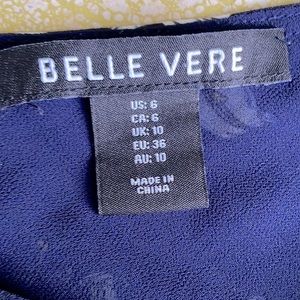 BELLE VERE
US: 6
CA: 6
UK: 10
EU: 36
AU: 10
MADE IN
CHINA